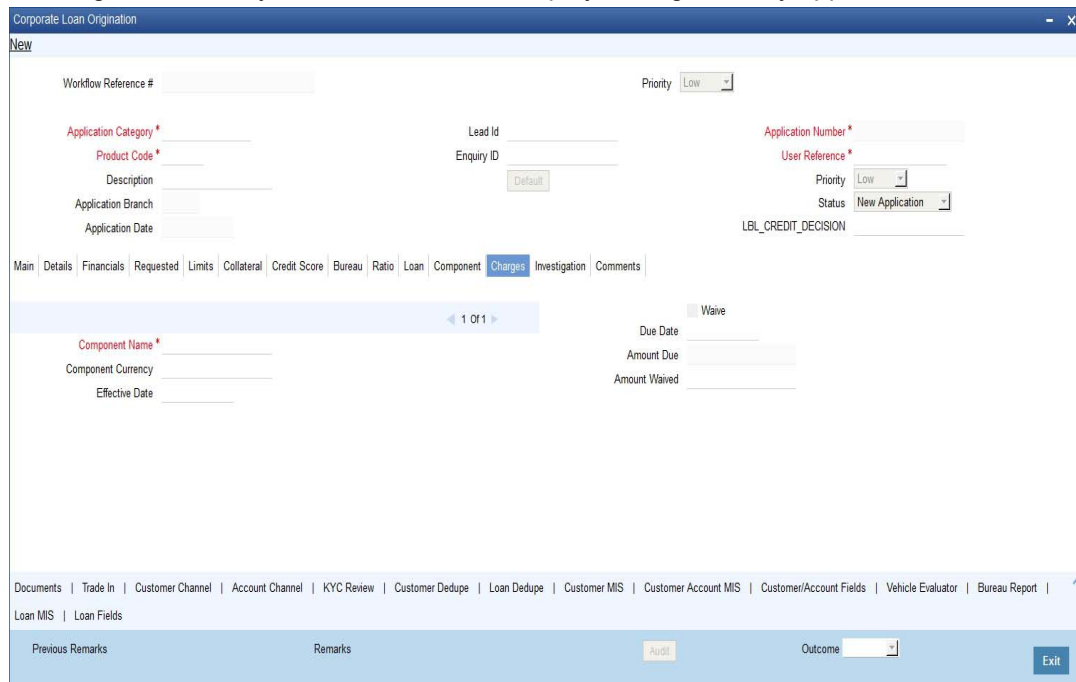 Corporate Loan Origination
New
Workflow Reference # Priority Low
Application Category * Lead Id Application Number *
Product Code * Enquiry ID User Reference *
Description Default Priority Low
Application Branch Status New Application
Application Date LBL_CREDIT_DECISION
Main Details Financials Requested Limits Collateral Credit Score Bureau Ratio Loan Component Charges Investigation Comments
1 Of 1 Waive
Due Date
Component Name * Amount Due
Component Currency Amount Waived
Effective Date
Documents | Trade In | Customer Channel | Account Channel | KYC Review | Customer Dedupe | Loan Dedupe | Customer MIS | Customer Account MIS | Customer/Account Fields | Vehicle Evaluator | Bureau Report |
Loan MIS | Loan Fields
Previous Remarks Remarks Audit Outcome
Exit